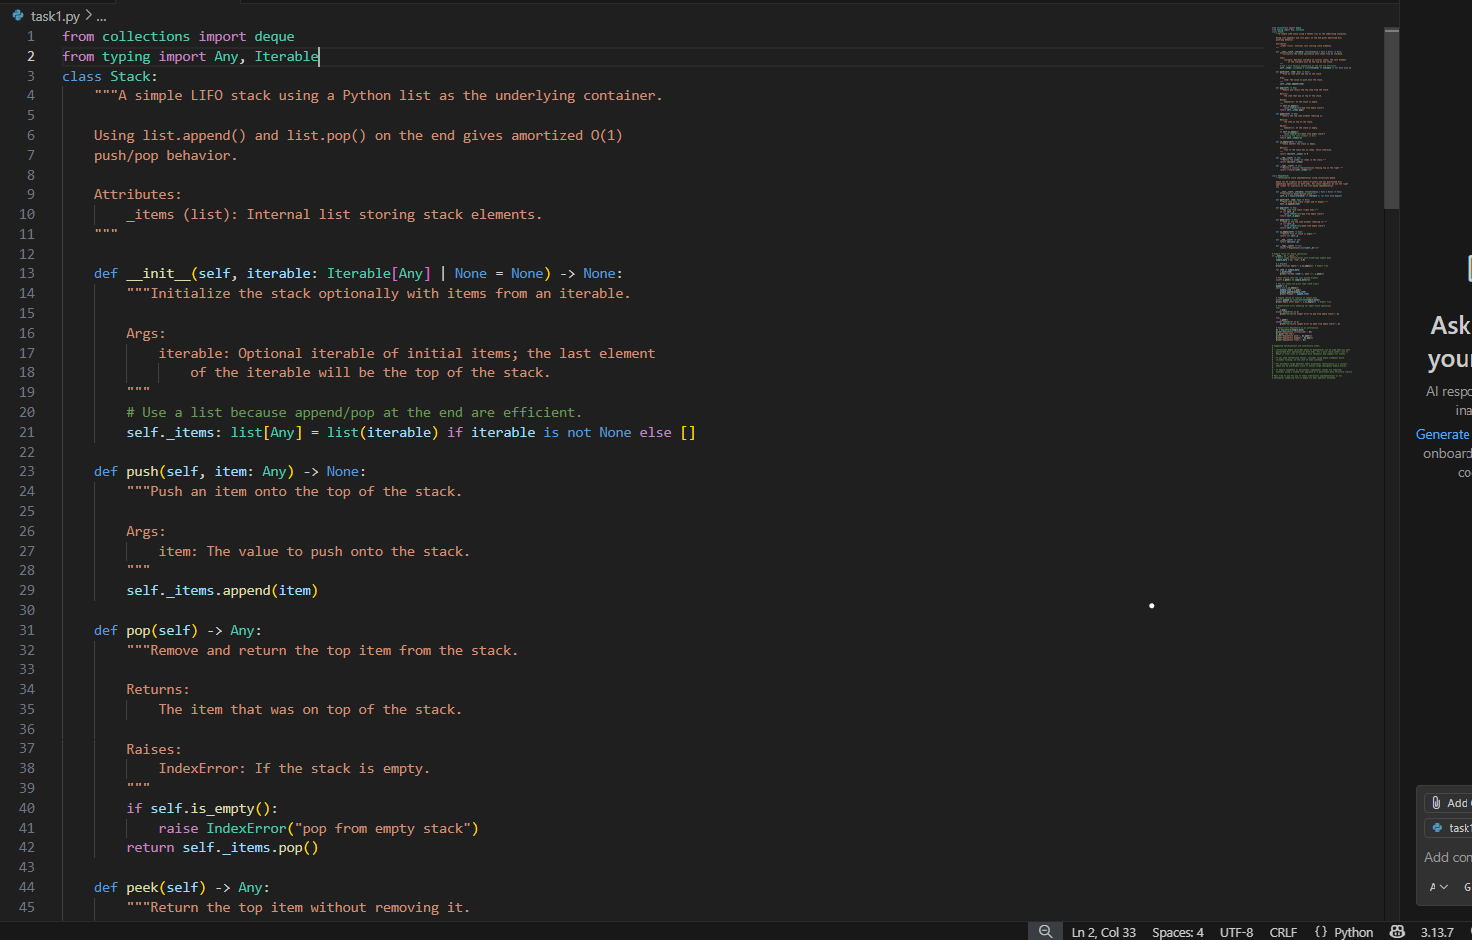 task1.py > ...
1 from collections import deque
2 from typing import Any, Iterable
3 class Stack:
4 """A simple LIFO stack using a Python list as the underlying container.
5
6 Using list.append() and list.pop() on the end gives amortized O(1)
7 push/pop behavior.
8
9 Attributes:
10 _items (list): Internal list storing stack elements.
11 """
12
13 def __init__(self, iterable: Iterable[Any] | None = None) -> None:
14 """Initialize the stack optionally with items from an iterable.
15
16 Args:
17 iterable: Optional iterable of initial items; the last element
18 of the iterable will be the top of the stack.
19 """
20 # Use a list because append/pop at the end are efficient.
21 self._items: list[Any] = list(iterable) if iterable is not None else []
22
23 def push(self, item: Any) -> None:
24 """Push an item onto the top of the stack.
25
26 Args:
27 item: The value to push onto the stack.
28 """
29 self._items.append(item)
30
31 def pop(self) -> Any:
32 """Remove and return the top item from the stack.
33
34 Returns:
35 The item that was on top of the stack.
36
37 Raises:
38 IndexError: If the stack is empty.
39 """
40 if self.is_empty():
41 raise IndexError("pop from empty stack")
42 return self._items.pop()
43
44 def peek(self) -> Any:
45 """Return the top item without removing it.
Ask
your
AI respo
ina
Generate
onboard
co
Add
task1
Add con
A
G
Ln 2, Col 33 Spaces: 4 UTF-8 CRLF {} Python 3.13.7